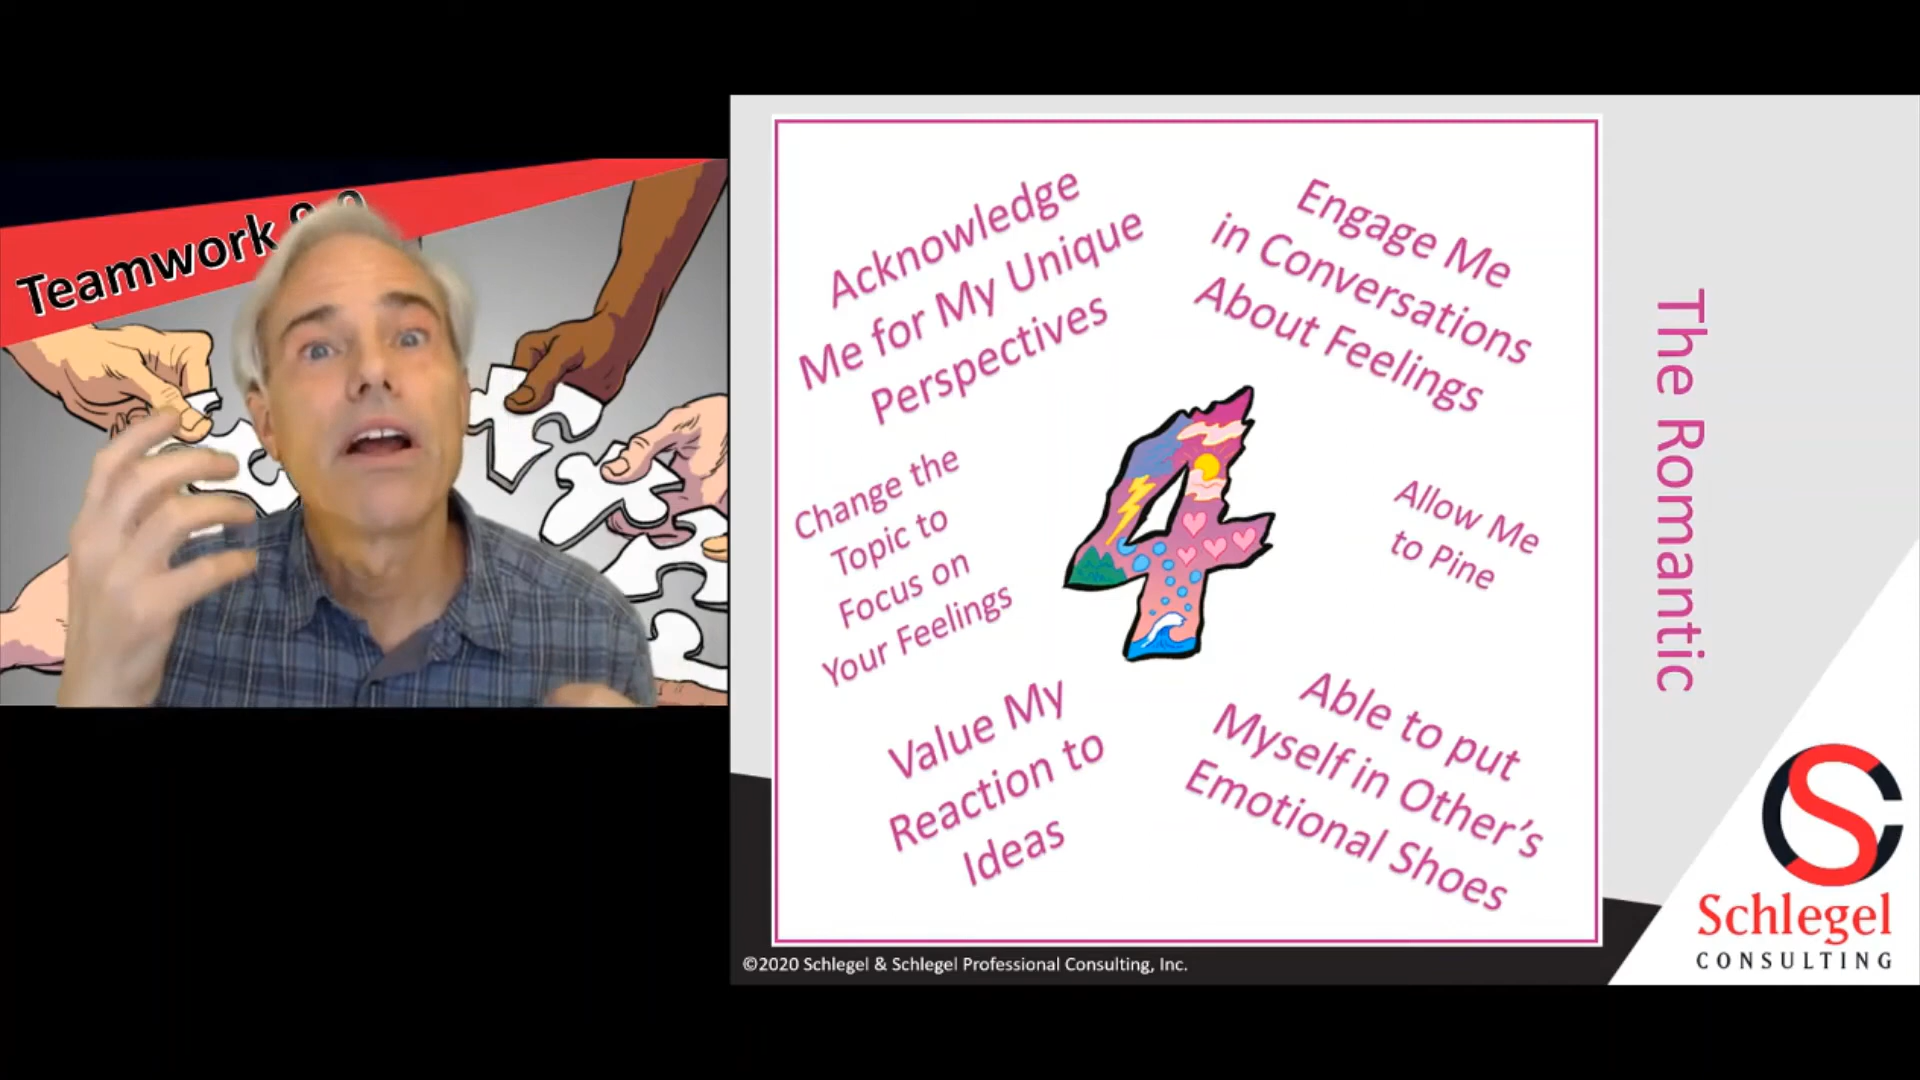 Teamwork
Acknowledge
Me for My Unique
Perspectives
Engage Me
in Conversations
About Feelings
Change the
Topic to
Focus on
Your Feelings
Allow Me
to Pine
Value My
Reaction to
Ideas
Able to put
Myself in Other's
Emotional Shoes
4
The Romantic
Schlegel
CONSULTING
©2020 Schlegel & Schlegel Professional Consulting, Inc.